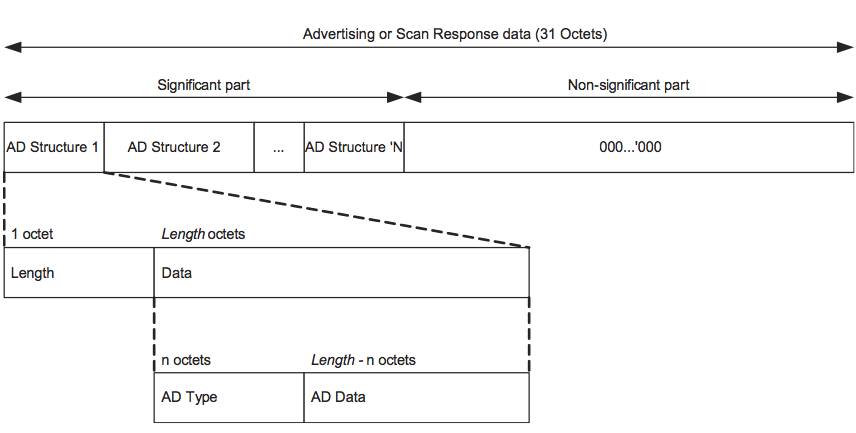 Advertising or Scan Response data (31 Octets)
Significant part
Non-significant part
AD Structure 1
AD Structure 2
...
AD Structure 'N
000...'000
1 octet
Length octets
Length
Data
n octets
Length - n octets
AD Type
AD Data